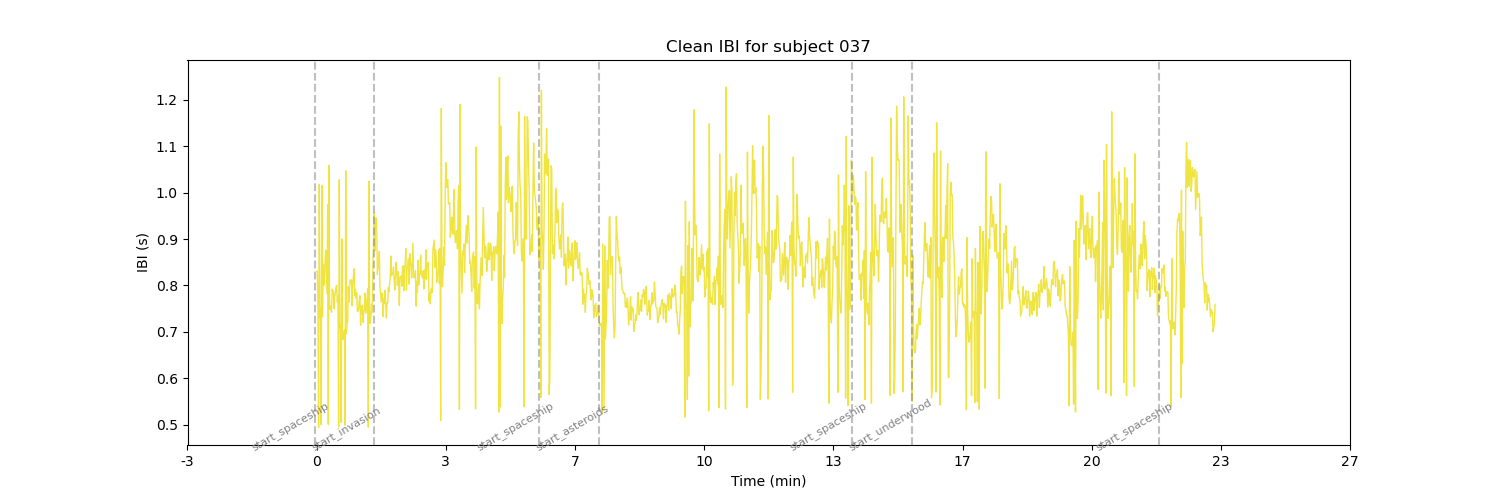 Clean IBI for subject 037
IBI (s)
1.2
1.1
1.0
0.9
0.8
0.7
0.6
0.5
start_spaceship
start_invasion
start_spaceship
start_asteroids
start_spaceship
start_underwood
start_spaceship
-3 0 3 7 10 13 17 20 23 27
Time (min)